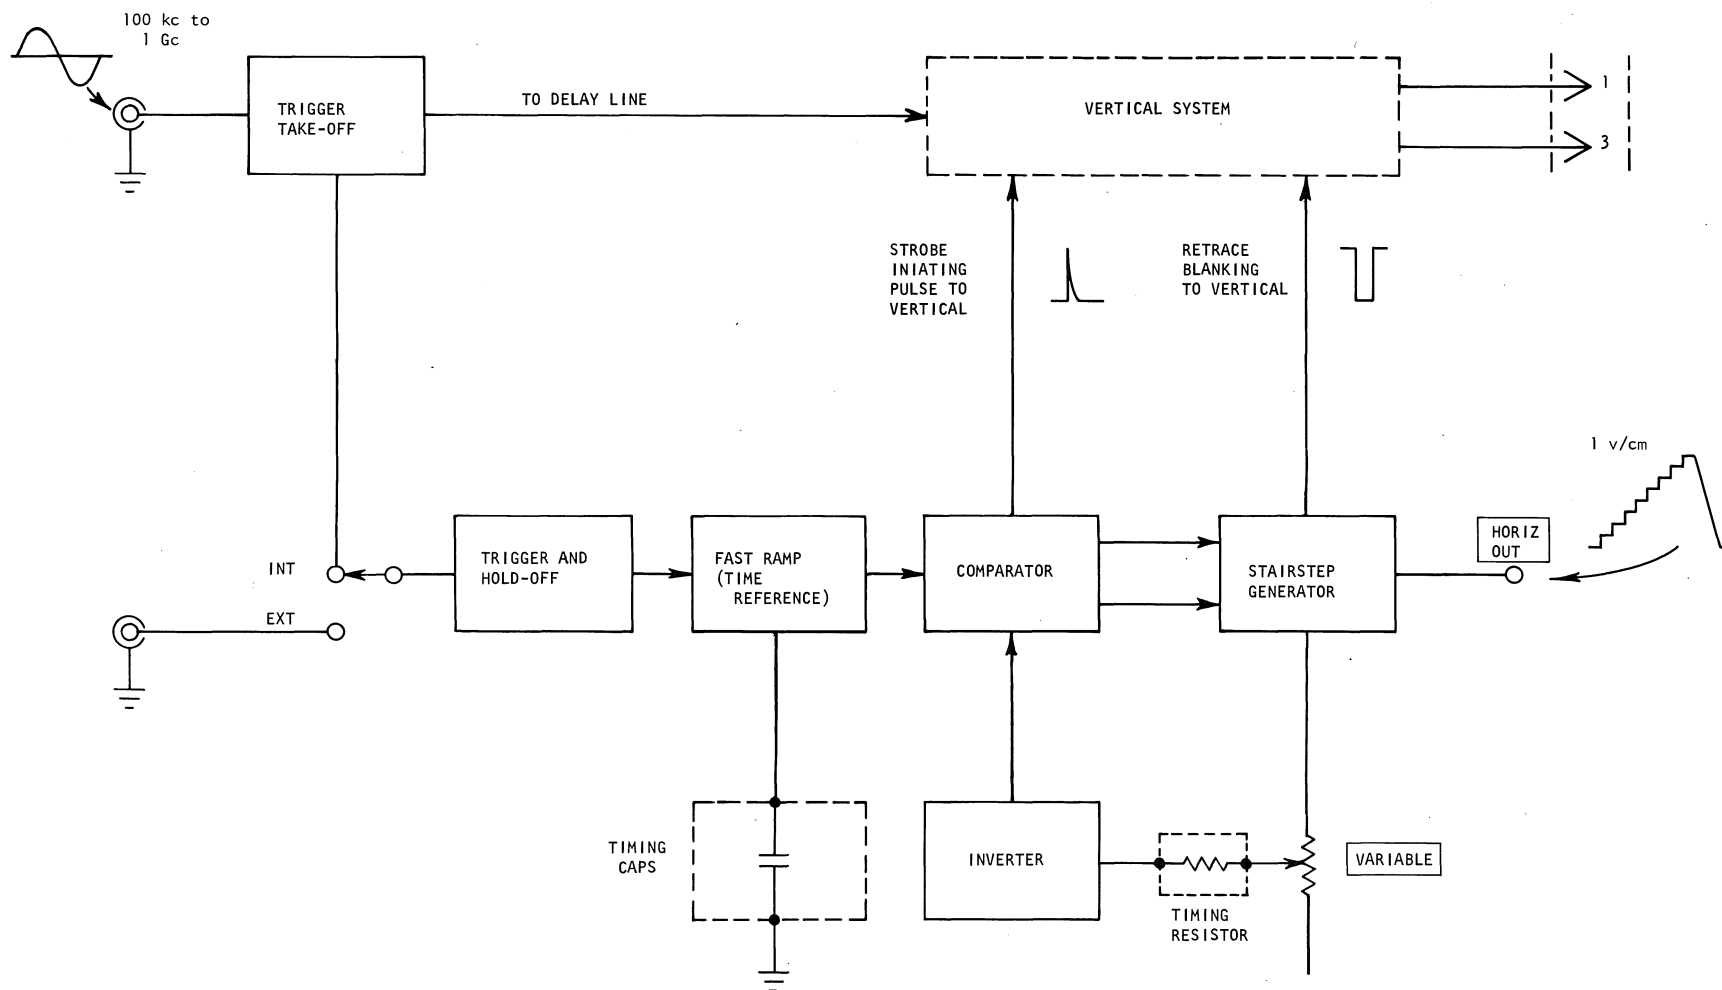 100 kc to
1 Gc
TRIGGER
TAKE-OFF
TO DELAY LINE
VERTICAL SYSTEM
1
3
STROBE
INIATING
PULSE TO
VERTICAL
RETRACE
BLANKING
TO VERTICAL
1 v/cm
INT
EXT
TRIGGER AND
HOLD-OFF
FAST RAMP
(TIME
REFERENCE)
COMPARATOR
STAIRSTEP
GENERATOR
HORIZ
OUT
TIMING
CAPS
INVERTER
TIMING
RESISTOR
VARIABLE